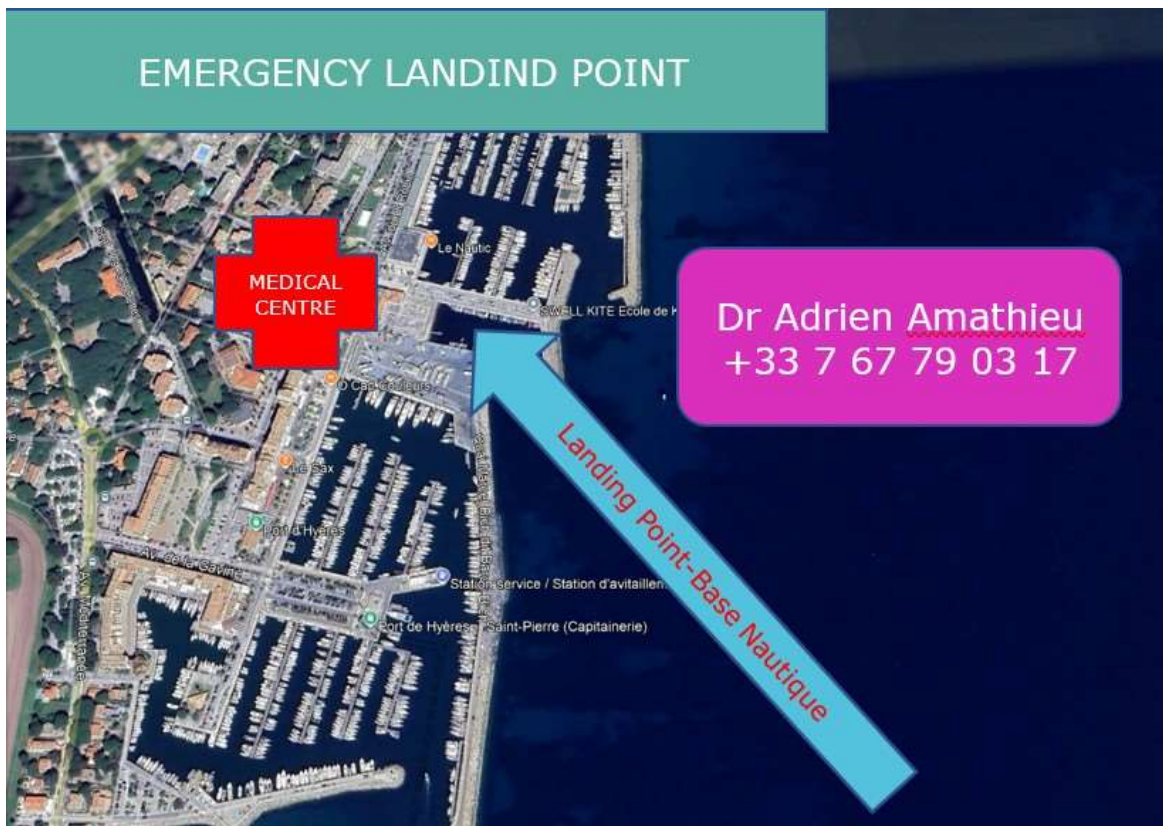 EMERGENCY LANDIND POINT
Le Nautic
MEDICAL
CENTRE
SWELL KITE Ecole de K
Dr Adrien Amathieu
+33 7 67 79 03 17
O Cap Couleurs
Landing Point-Base Nautique
Le Sax
Port d'Hyères
Av. de la Gavine
Station service / Station d'avitaillem
Port de Hyères - Saint-Pierre (Capitainerie)
Av. Méditerranée